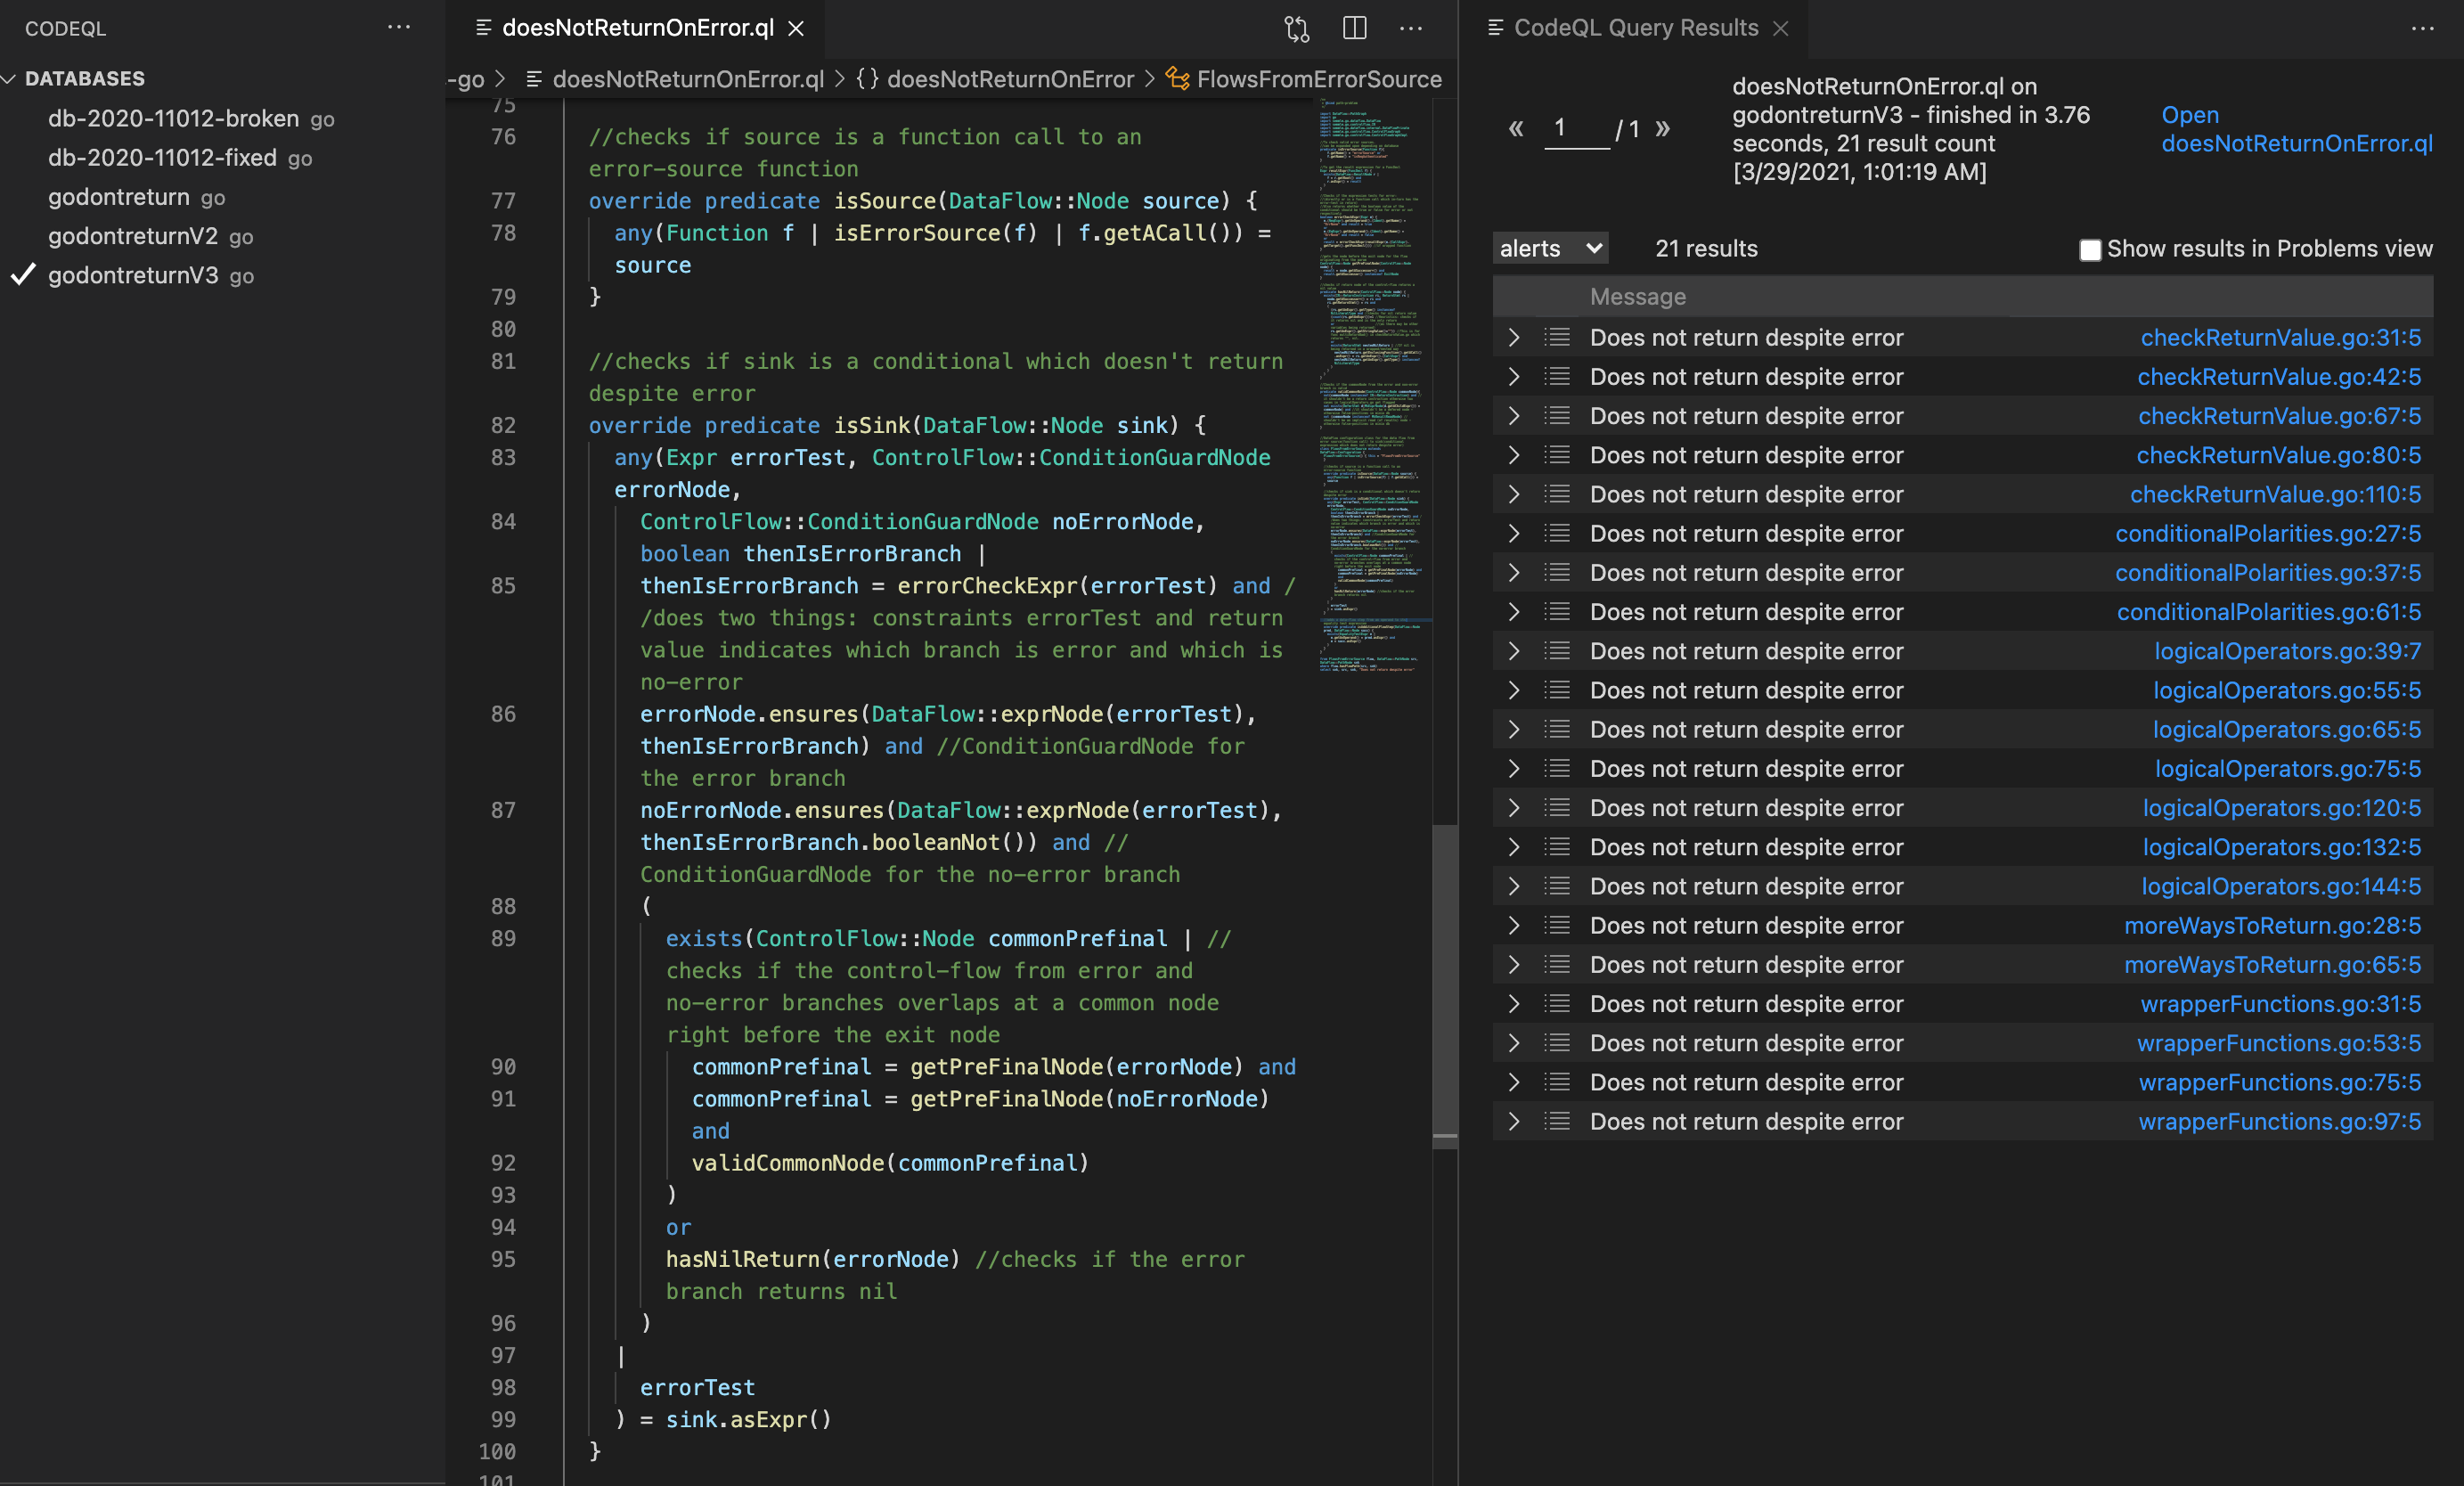 CODEQL
DATABASES
db-2020-11012-broken go
db-2020-11012-fixed go
godontreturn go
godontreturnV2 go
godontreturnV3 go
doesNotReturnOnError.ql
-go > doesNotReturnOnError.ql > {} doesNotReturnOnError > FlowsFromErrorSource
75
76 //checks if source is a function call to an
error-source function
77 override predicate isSource(DataFlow::Node source) {
78 any(Function f | isErrorSource(f) | f.getACall()) =
source
79 }
80
81 //checks if sink is a conditional which doesn't return
despite error
82 override predicate isSink(DataFlow::Node sink) {
83 any(Expr errorTest, ControlFlow::ConditionGuardNode
errorNode,
84 ControlFlow::ConditionGuardNode noErrorNode,
boolean thenIsErrorBranch |
85 thenIsErrorBranch = errorCheckExpr(errorTest) and /
/does two things: constraints errorTest and return
value indicates which branch is error and which is
no-error
86 errorNode.ensures(DataFlow::exprNode(errorTest),
thenIsErrorBranch) and //ConditionGuardNode for
the error branch
87 noErrorNode.ensures(DataFlow::exprNode(errorTest),
thenIsErrorBranch.booleanNot()) and //
ConditionGuardNode for the no-error branch
88 (
89 exists(ControlFlow::Node commonPrefinal | //
checks if the control-flow from error and
no-error branches overlaps at a common node
right before the exit node
90 commonPrefinal = getPreFinalNode(errorNode) and
91 commonPrefinal = getPreFinalNode(noErrorNode)
and
92 validCommonNode(commonPrefinal)
93 )
94 or
95 hasNilReturn(errorNode) //checks if the error
branch returns nil
96 )
97 |
98 errorTest
99 ) = sink.asExpr()
100 }
101
CodeQL Query Results
« 1 / 1 »
doesNotReturnOnError.ql on
godontreturnV3 - finished in 3.76
seconds, 21 result count
[3/29/2021, 1:01:19 AM]
Open
doesNotReturnOnError.ql
alerts 21 results Show results in Problems view
Message
Does not return despite error checkReturnValue.go:31:5
Does not return despite error checkReturnValue.go:42:5
Does not return despite error checkReturnValue.go:67:5
Does not return despite error checkReturnValue.go:80:5
Does not return despite error checkReturnValue.go:110:5
Does not return despite error conditionalPolarities.go:27:5
Does not return despite error conditionalPolarities.go:37:5
Does not return despite error conditionalPolarities.go:61:5
Does not return despite error logicalOperators.go:39:7
Does not return despite error logicalOperators.go:55:5
Does not return despite error logicalOperators.go:65:5
Does not return despite error logicalOperators.go:75:5
Does not return despite error logicalOperators.go:120:5
Does not return despite error logicalOperators.go:132:5
Does not return despite error logicalOperators.go:144:5
Does not return despite error moreWaysToReturn.go:28:5
Does not return despite error moreWaysToReturn.go:65:5
Does not return despite error wrapperFunctions.go:31:5
Does not return despite error wrapperFunctions.go:53:5
Does not return despite error wrapperFunctions.go:75:5
Does not return despite error wrapperFunctions.go:97:5